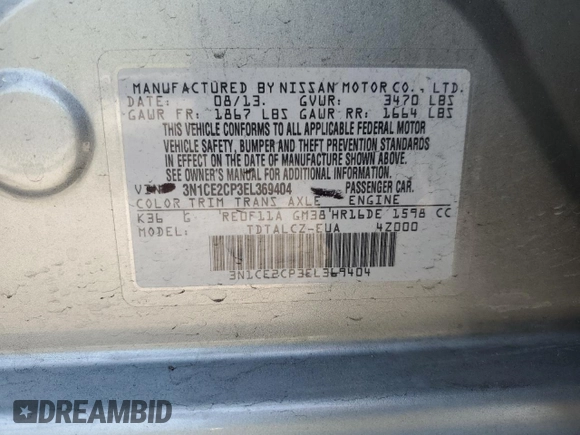 MANUFACTURED BY NISSAN MOTOR CO., LTD.
DATE: 08/13. GVWR: 3470 LBS
GAWR FR: 1867 LBS GAWR RR: 1664 LBS
THIS VEHICLE CONFORMS TO ALL APPLICABLE FEDERAL MOTOR
VEHICLE SAFETY, BUMPER AND THEFT PREVENTION STANDARDS
IN EFFECT ON THE DATE OF MANUFACTURE SHOWN ABOVE.
SEE OWNER'S MANUAL FOR ADDITIONAL INFORMATION.
3N1CE2CP3EL369404 PASSENGER CAR.
COLOR TRIM TRANS AXLE ENGINE
K36 G RE0F11A GM38 HR16DE 1598 CC
MODEL: TDTALCZ-EUA 4Z000
3N1CE2CP3EL369404
DREAMBID